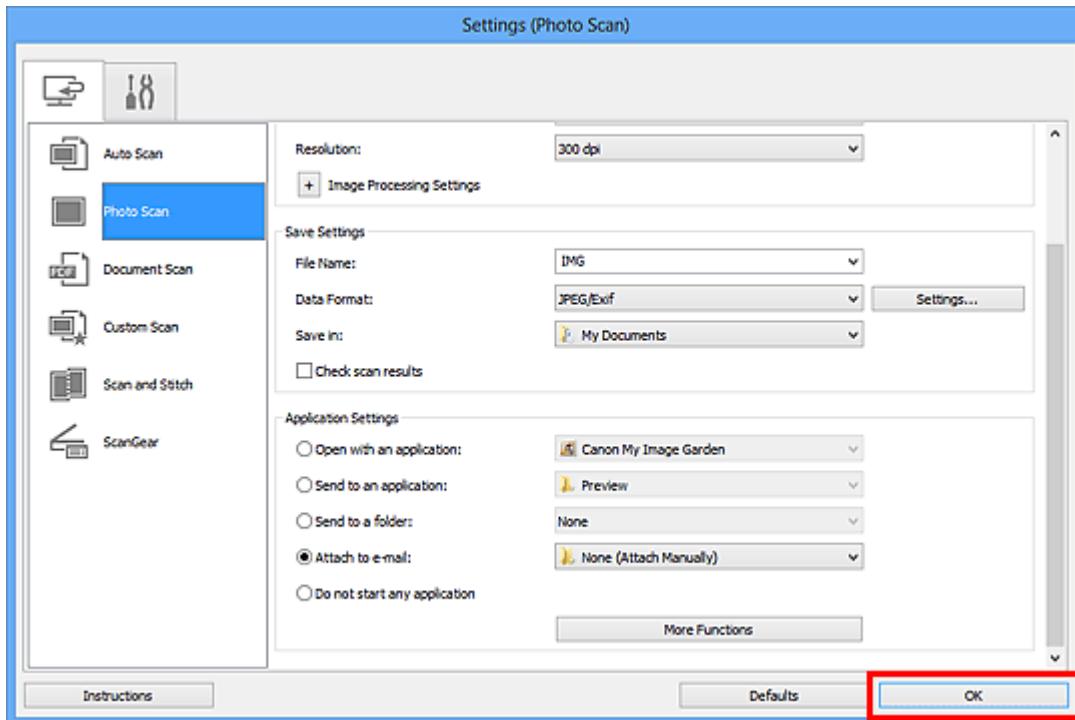 Settings (Photo Scan)
Auto Scan
Photo Scan
Document Scan
Custom Scan
Scan and Stitch
ScanGear
Resolution: 300 dpi
+ Image Processing Settings
Save Settings
File Name: IMG
Data Format: JPEG/Exif Settings...
Save in: My Documents
Check scan results
Application Settings
Open with an application: Canon My Image Garden
Send to an application: Preview
Send to a folder: None
Attach to e-mail: None (Attach Manually)
Do not start any application
More Functions
Instructions Defaults OK